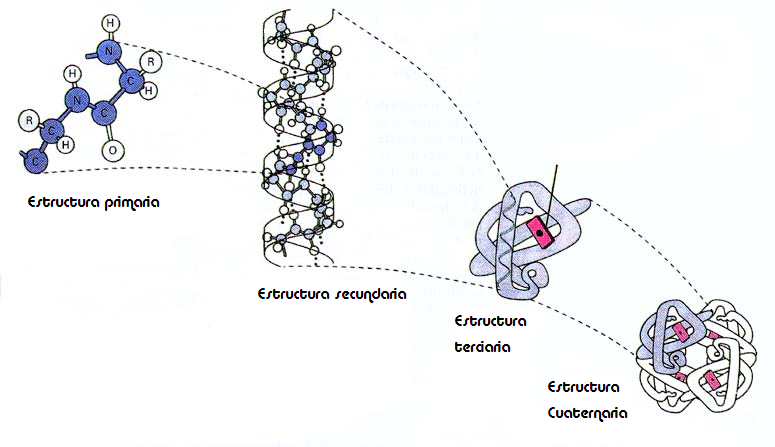 H
N
R
C
H
H
N
C
R
C
H
O
C
Estructura primaria
Estructura secundaria
Estructura
terciaria
Estructura
Cuaternaria